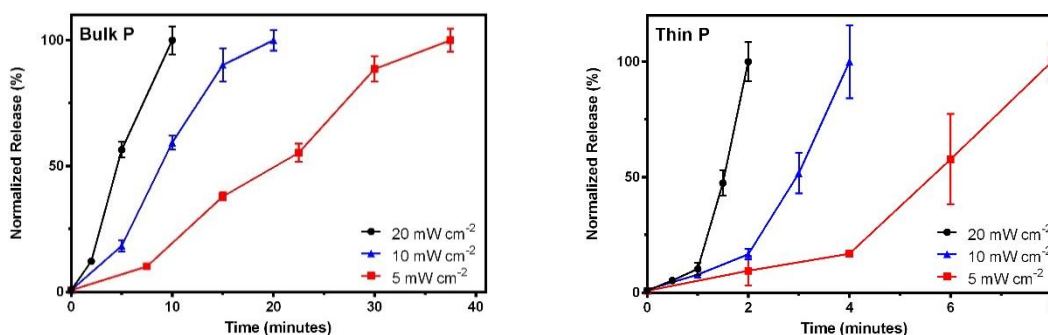 Bulk P
Normalized Release (%)
100
50
0
0 10 20 30 40
Time (minutes)
20 mW cm⁻²
10 mW cm⁻²
5 mW cm⁻²
Thin P
Normalized Release (%)
100
50
0
0 2 4 6
Time (minutes)
20 mW cm⁻²
10 mW cm⁻²
5 mW cm⁻²